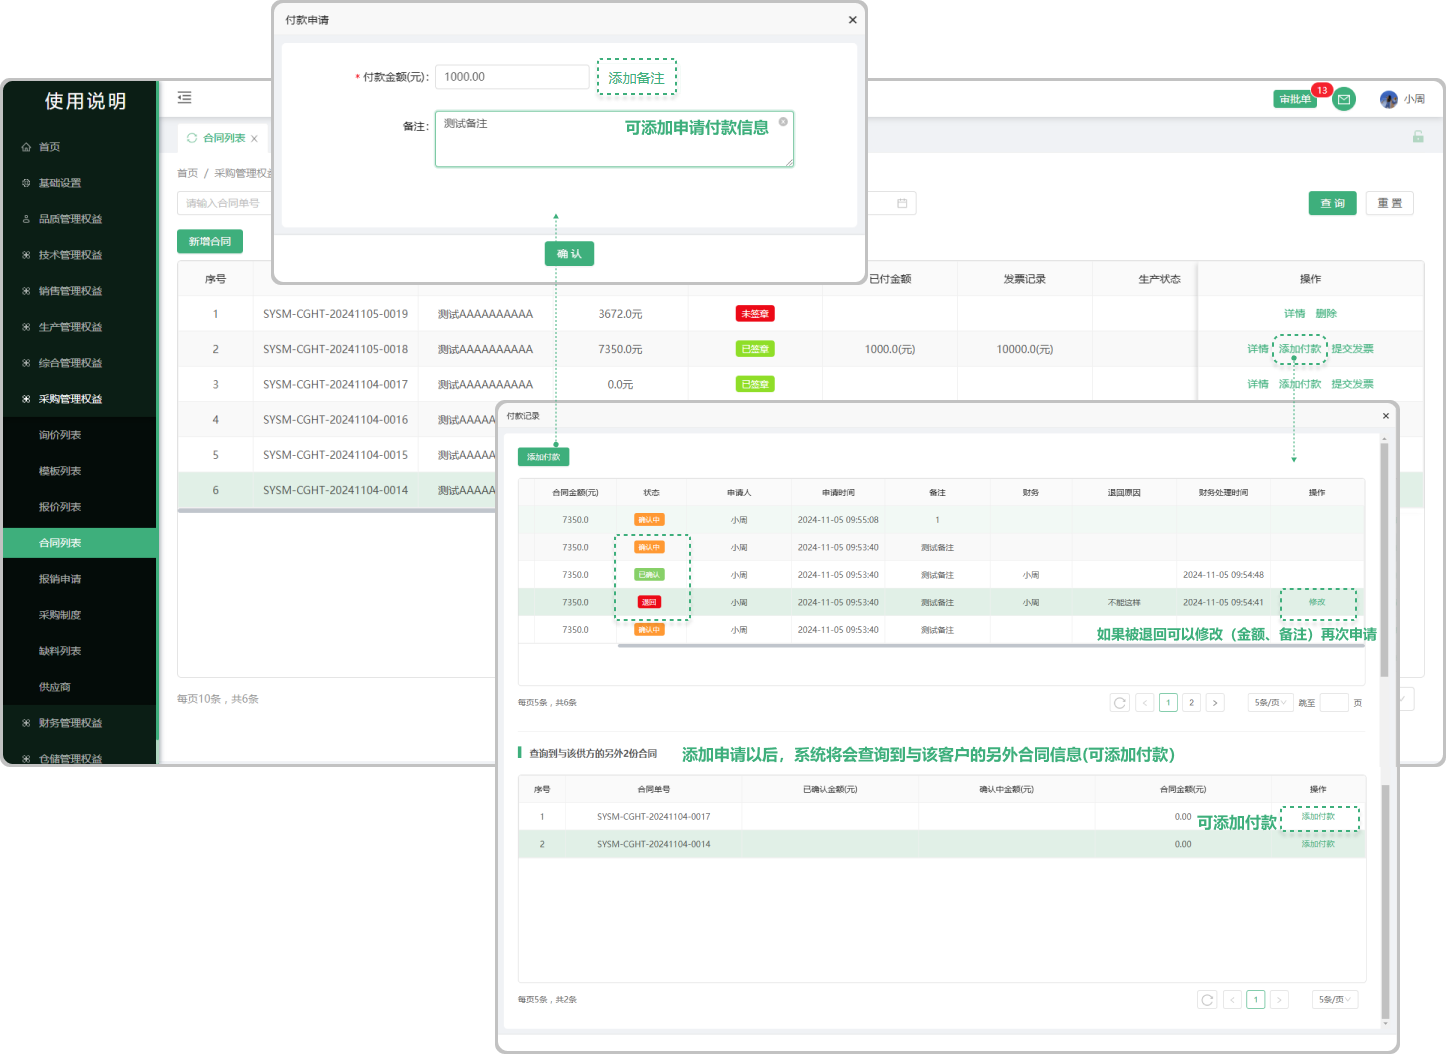 付款申请
* 付款金额(元): 1000.00 添加备注
备注: 测试备注 可添加申请付款信息
确 认
使用说明
首页
基础设置
品质管理权益
技术管理权益
销售管理权益
生产管理权益
综合管理权益
采购管理权益
询价列表
模板列表
报价列表
合同列表
报销申请
采购制度
缺料列表
供应商
财务管理权益
仓储管理权益
审批单 13 小周
合同列表
首页 / 采购管理权益
请输入合同单号
查 询 重 置
新增合同
序号 已付金额 发票记录 生产状态 操作
1 SYSM-CGHT-20241105-0019 测试AAAAAAAAAA 3672.0元 未签章 详情 删除
2 SYSM-CGHT-20241105-0018 测试AAAAAAAAAA 7350.0元 已签章 1000.0(元) 10000.0(元) 详情 添加付款 提交发票
3 SYSM-CGHT-20241104-0017 测试AAAAAAAAAA 0.0元 已签章 详情 添加付款 提交发票
4 SYSM-CGHT-20241104-0016 测试AAAAA
5 SYSM-CGHT-20241104-0015 测试AAAAA
6 SYSM-CGHT-20241104-0014 测试AAAAA
每页10条，共6条
付款记录
添加付款
合同金额(元) 状态 申请人 申请时间 备注 财务 退回原因 财务处理时间 操作
7350.0 确认中 小周 2024-11-05 09:55:08 1
7350.0 确认中 小周 2024-11-05 09:53:40 测试备注
7350.0 已确认 小周 2024-11-05 09:53:40 测试备注 小周 2024-11-05 09:54:48
7350.0 退回 小周 2024-11-05 09:53:40 测试备注 小周 不能这样 2024-11-05 09:54:41 修改
7350.0 确认中 小周 2024-11-05 09:53:40 测试备注
如果被退回可以修改（金额、备注）再次申请
每页5条，共6条 1 2 5条/页 跳至 页
查询到与该供方的另外2份合同 添加申请以后，系统将会查询到与该客户的另外合同信息(可添加付款)
序号 合同单号 已确认金额(元) 确认中金额(元) 合同金额(元) 操作
1 SYSM-CGHT-20241104-0017 0.00 可添加付款 添加付款
2 SYSM-CGHT-20241104-0014 0.00 添加付款
每页5条，共2条 1 5条/页